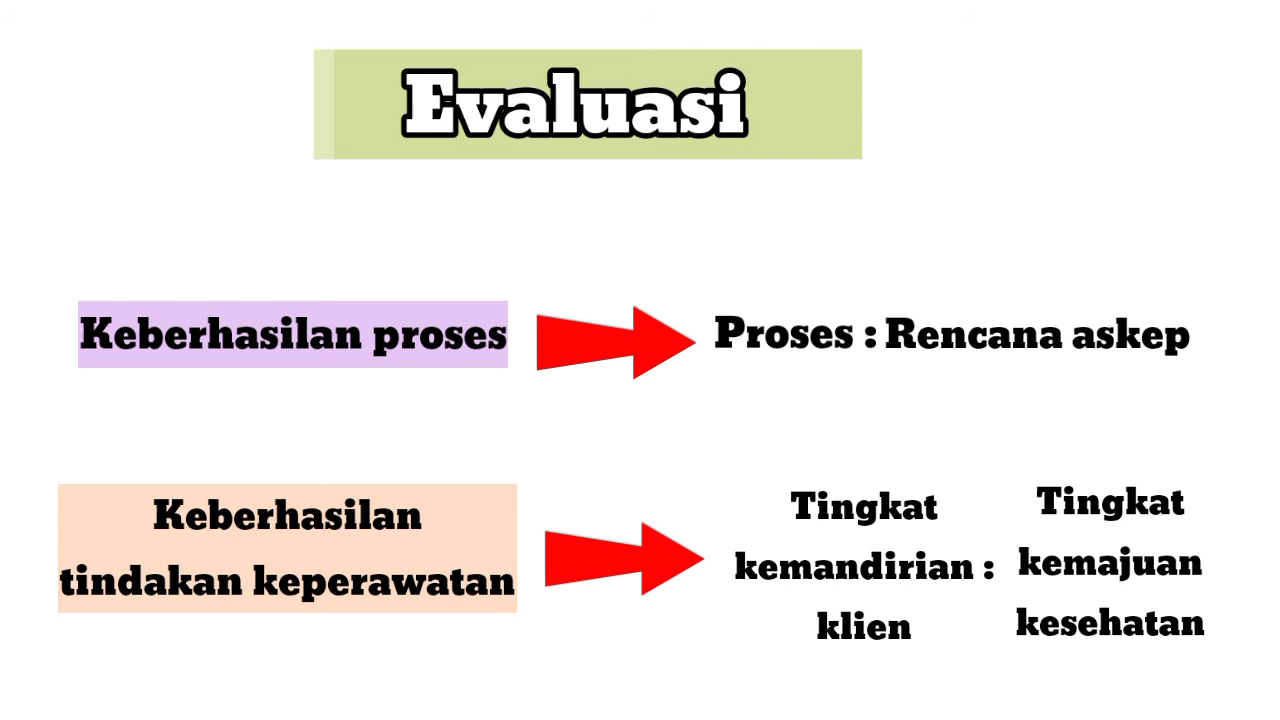 Evaluasi
Keberhasilan proses
Proses : Rencana askep
Keberhasilan
tindakan keperawatan
Tingkat
kemandirian :
klien
Tingkat
kemajuan
kesehatan